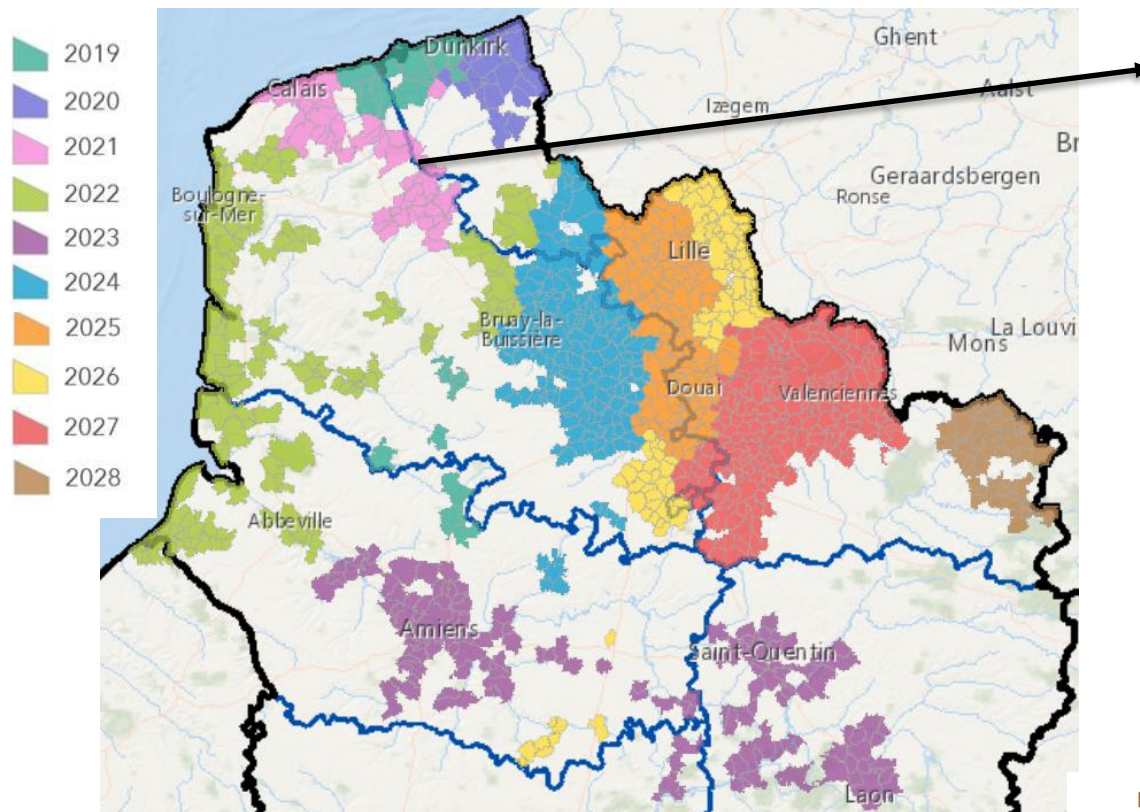 2019
2020
2021
2022
2023
2024
2025
2026
2027
2028
Dunkirk
Ghent
Calais
Aalst
Izegem
Br
Geraardsbergen
Ronse
Boulogne-
sur-Mer
Lille
Bruay-la-
Buissière
La Louvi
Mons
Douai
Valenciennes
Abbeville
Amiens
Saint-Quentin
Laon